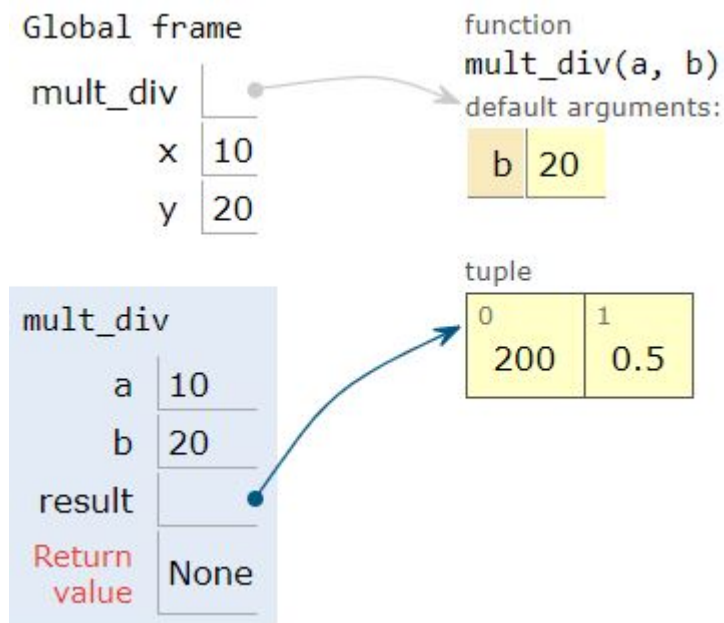 Global frame
mult_div
x 10
y 20
function
mult_div(a, b)
default arguments:
b 20
tuple
0 1
200 0.5
mult_div
a 10
b 20
result
Return
value
None